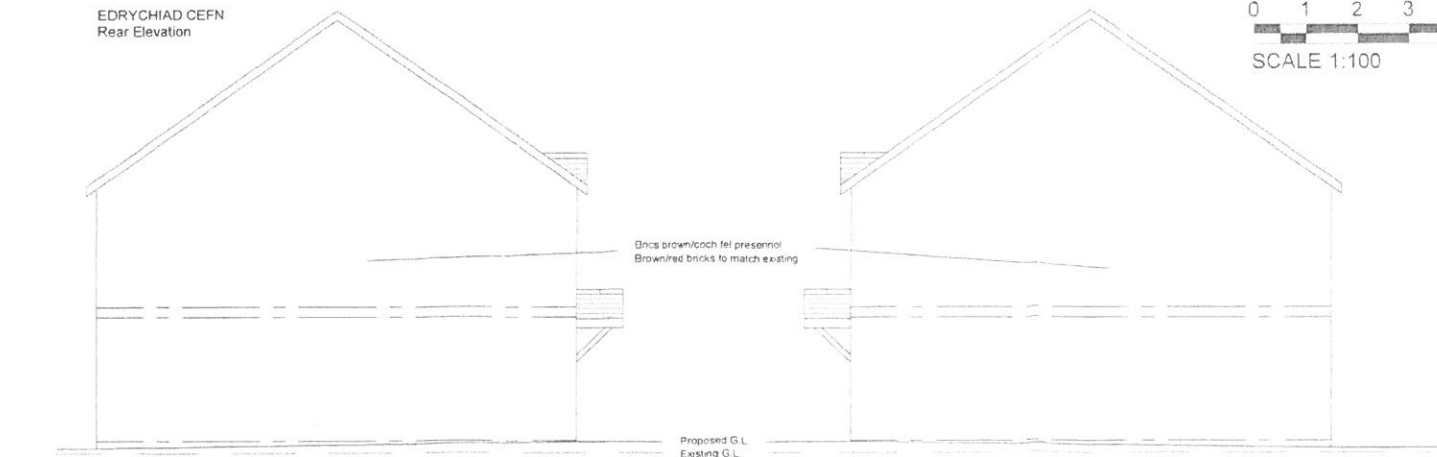 EDRYCHIAD CEFN
Rear Elevation
0 1 2 3
SCALE 1:100
Brics brown/coch fel presennol
Brown/red bricks to match existing
Proposed G.L.
Existing G.L.